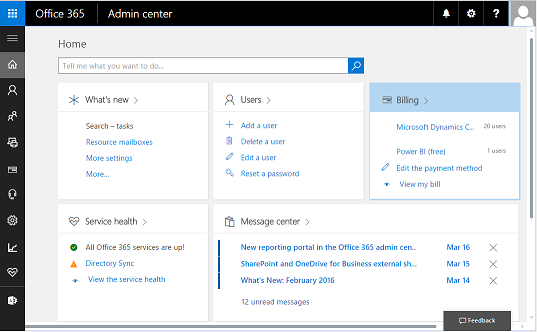 Office 365 Admin center
Home
Tell me what you want to do...
What's new
Search – tasks
Resource mailboxes
More settings
More...
Users
Add a user
Delete a user
Edit a user
Reset a password
Billing
Microsoft Dynamics C... 20 users
Power BI (free) 1 users
Edit the payment method
View my bill
Service health
All Office 365 services are up!
Directory Sync
View the service health
Message center
New reporting portal in the Office 365 admin cen.. Mar 16
SharePoint and OneDrive for Business external sh... Mar 15
What's New: February 2016 Mar 14
12 unread messages
Feedback